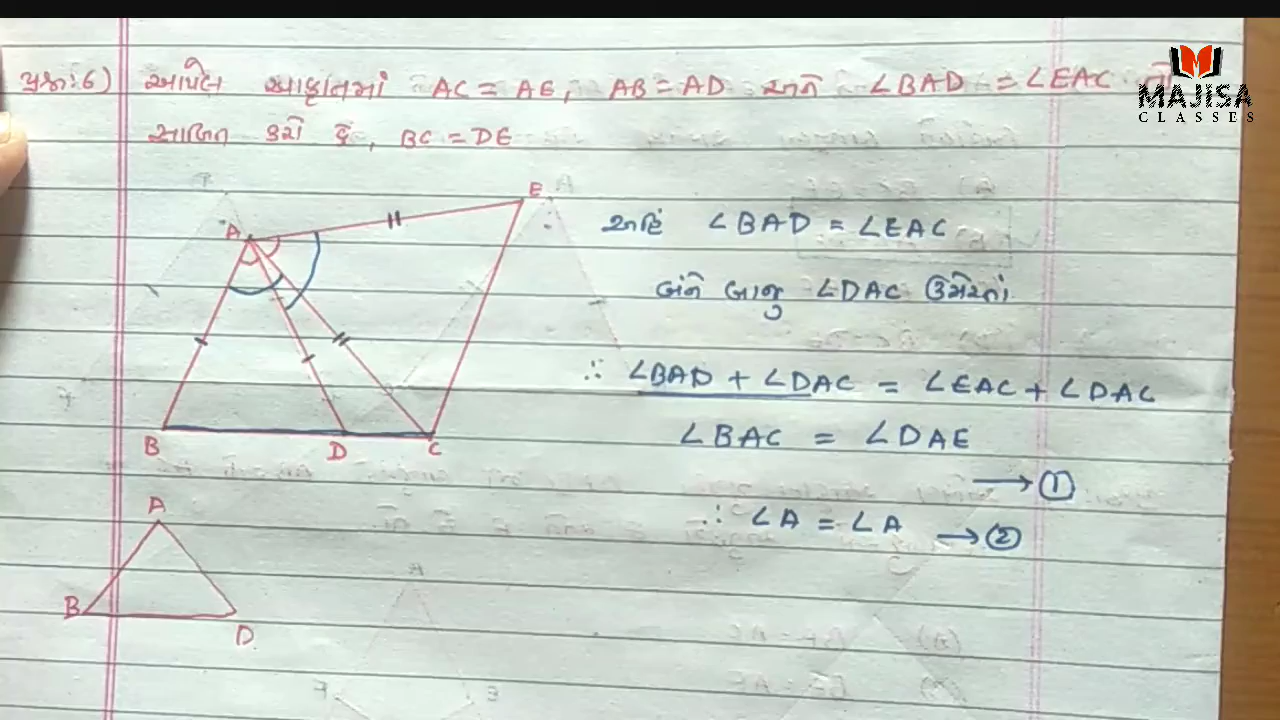 પ્રશ્ન:6) આપેલ આકૃતિમાં AC = AE, AB = AD અને ∠BAD = ∠EAC તો
સાબિત કરો કે, BC = DE
MAJISA
CLASSES
E
A
B
D
C
અહિં ∠BAD = ∠EAC
બંને બાજુ ∠DAC ઉમેરતાં
∴ ∠BAD + ∠DAC = ∠EAC + ∠DAC
∠BAC = ∠DAE
→ ①
∴ ∠A = ∠A → ②
A
B
D